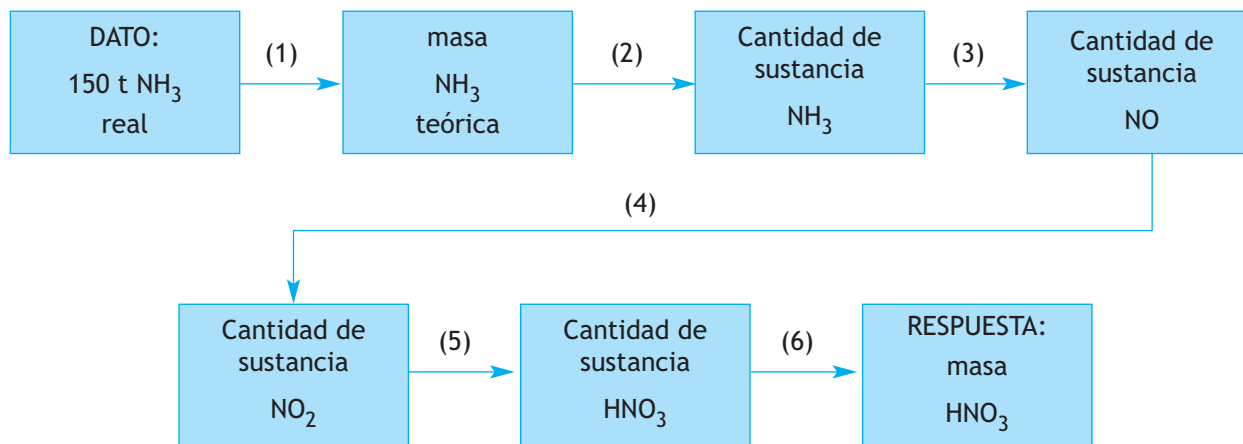 DATO:
150 t NH₃
real
(1)
masa
NH₃
teórica
(2)
Cantidad de
sustancia
NH₃
(3)
Cantidad de
sustancia
NO
(4)
Cantidad de
sustancia
NO₂
(5)
Cantidad de
sustancia
HNO₃
(6)
RESPUESTA:
masa
HNO₃